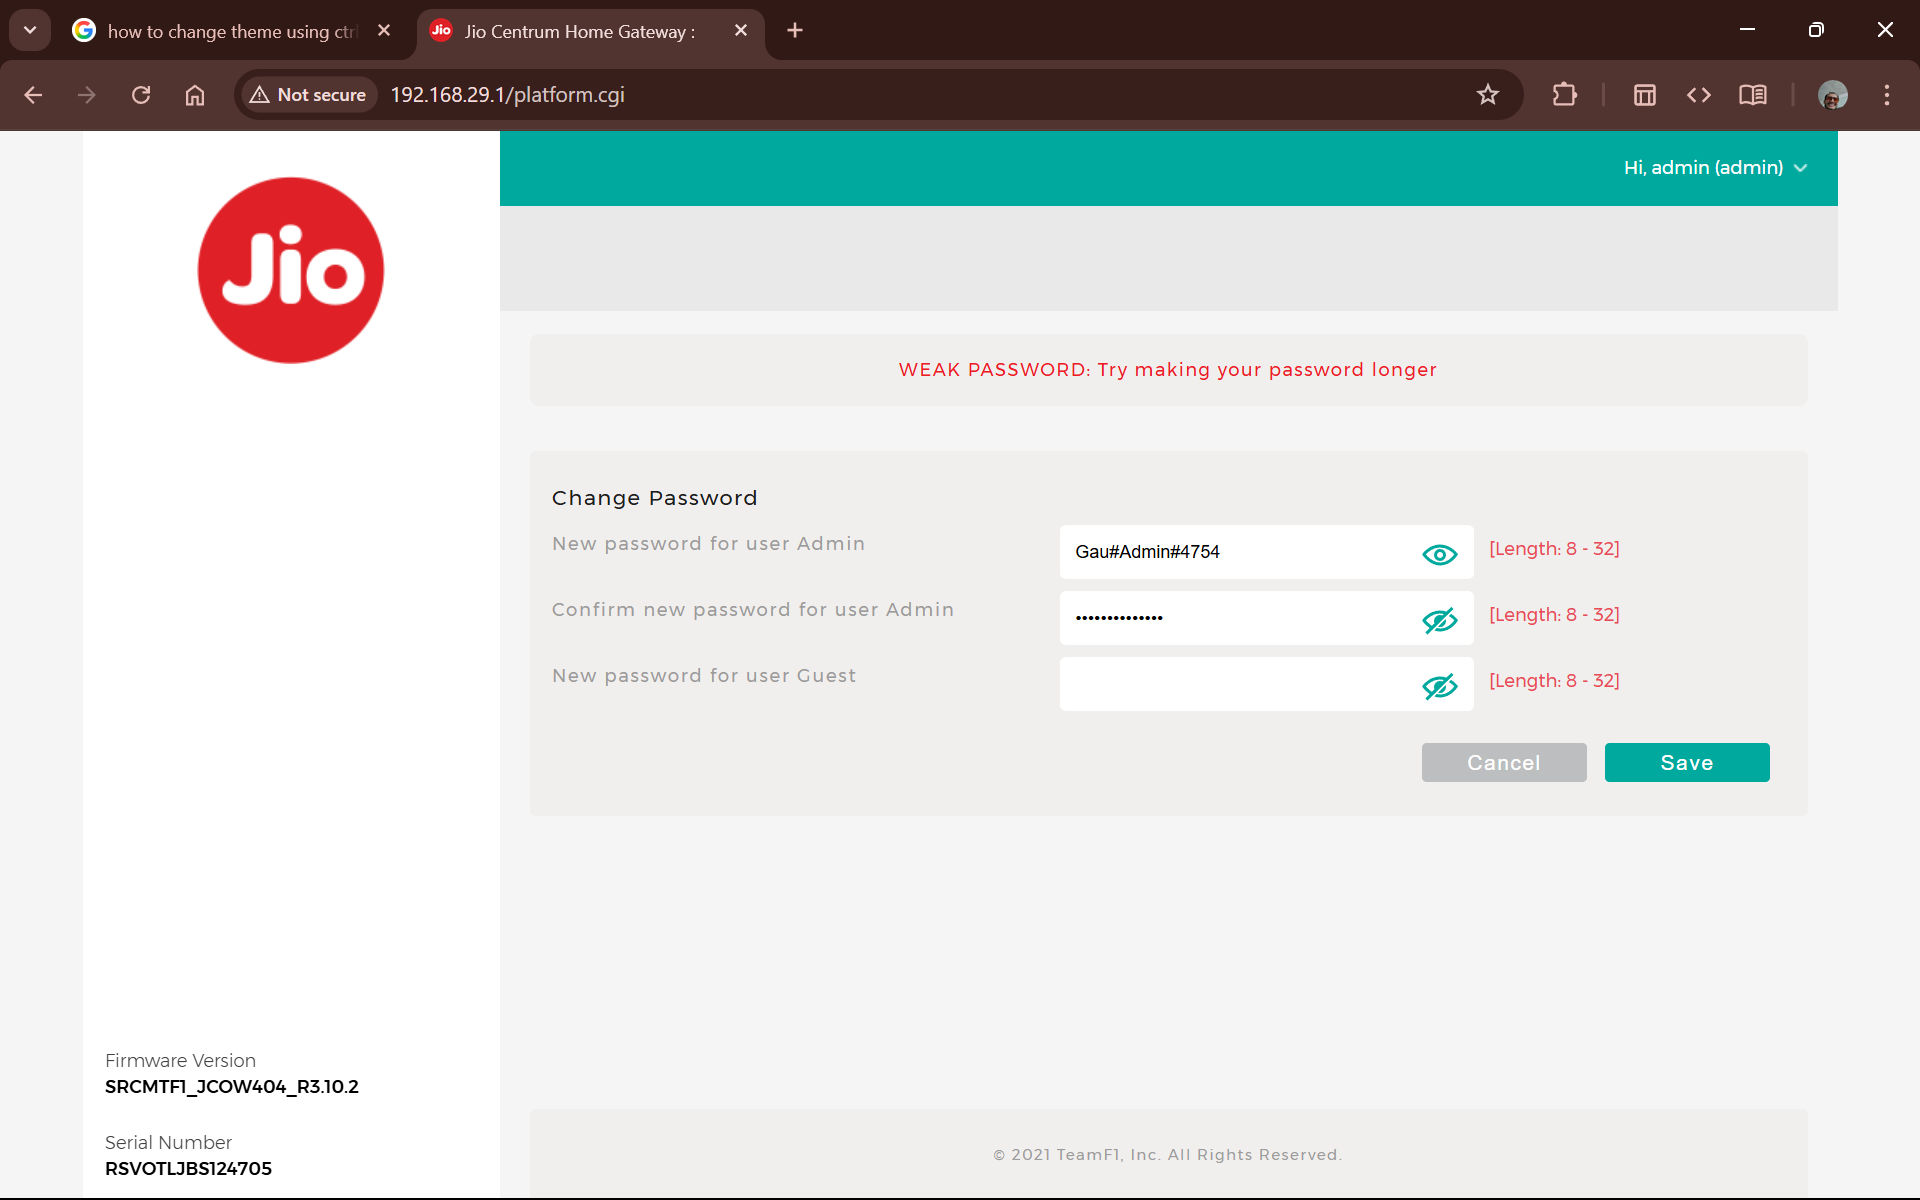 how to change theme using ctrl
Jio Centrum Home Gateway :
Not secure
192.168.29.1/platform.cgi
Jio
Hi, admin (admin)
WEAK PASSWORD: Try making your password longer
Change Password
New password for user Admin
Gau#Admin#4754
[Length: 8 - 32]
Confirm new password for user Admin
••••••••••••••
[Length: 8 - 32]
New password for user Guest
[Length: 8 - 32]
Cancel
Save
Firmware Version
SRCMTF1_JCOW404_R3.10.2
Serial Number
RSVOTLJBS124705
© 2021 TeamF1, Inc. All Rights Reserved.